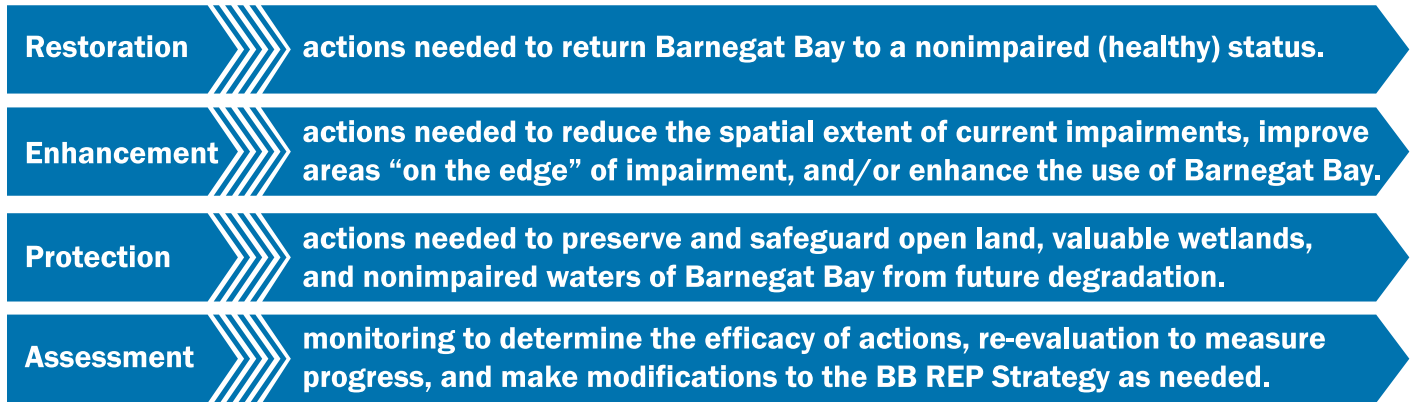 Restoration
actions needed to return Barnegat Bay to a nonimpaired (healthy) status.
Enhancement
actions needed to reduce the spatial extent of current impairments, improve
areas “on the edge” of impairment, and/or enhance the use of Barnegat Bay.
Protection
actions needed to preserve and safeguard open land, valuable wetlands,
and nonimpaired waters of Barnegat Bay from future degradation.
Assessment
monitoring to determine the efficacy of actions, re-evaluation to measure
progress, and make modifications to the BB REP Strategy as needed.